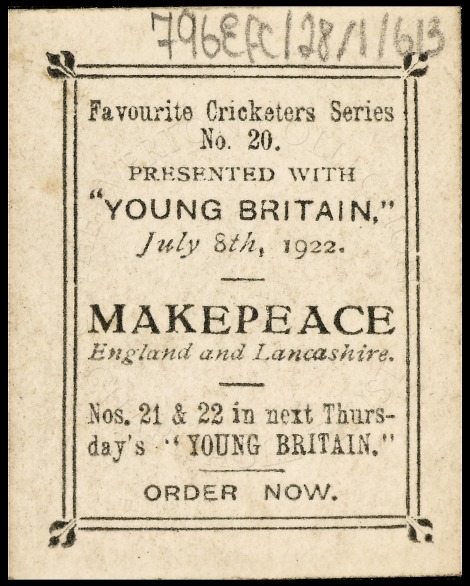 796EFC/28/1/613
Favourite Cricketers Series
No. 20.
PRESENTED WITH
"YOUNG BRITAIN,"
July 8th, 1922.
MAKEPEACE
England and Lancashire.
Nos. 21 & 22 in next Thurs-
day's "YOUNG BRITAIN."
ORDER NOW.